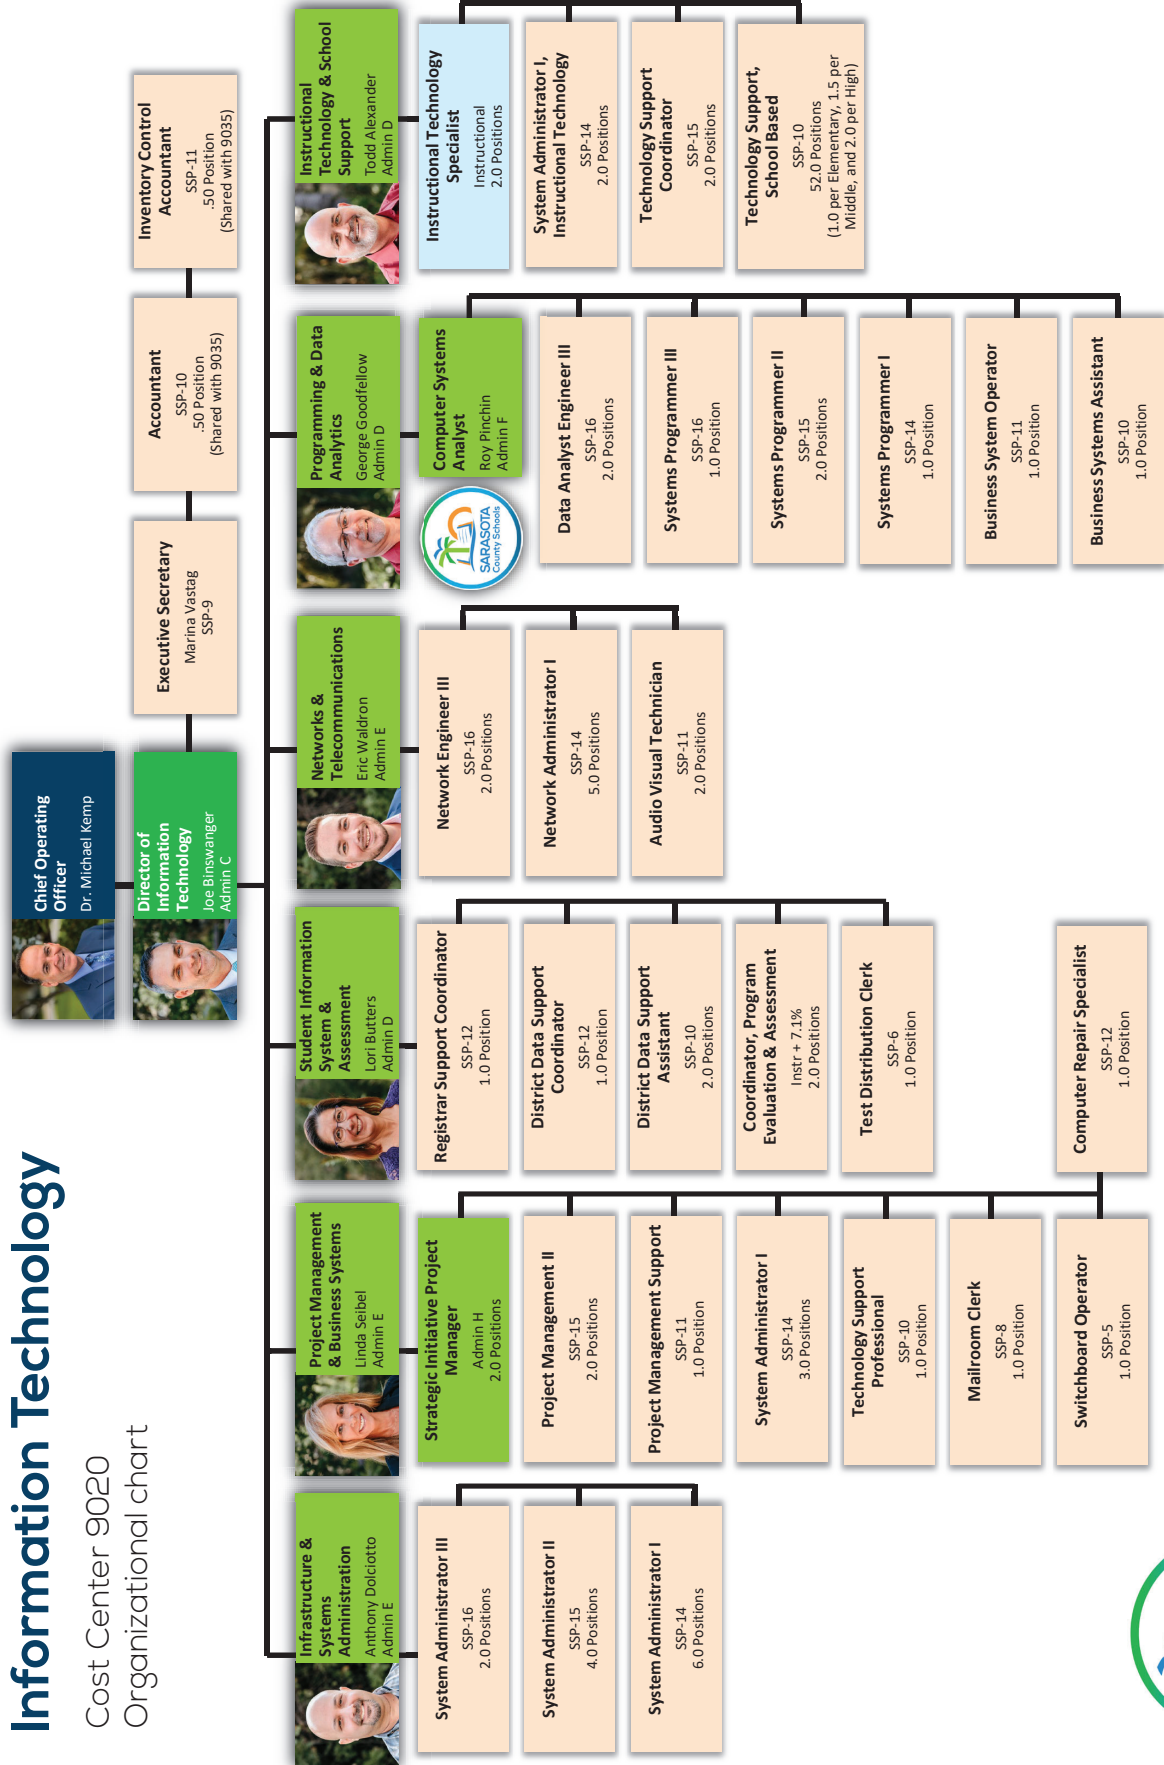 Information Technology
Cost Center 9020
Organizational chart
Chief Operating
Officer
Dr. Michael Kemp
Director of
Information
Technology
Joe Binswanger
Admin C
Executive Secretary
Marina Vastag
SSP-9
Accountant
SSP-10
.50 Position
(Shared with 9035)
Inventory Control
Accountant
SSP-11
.50 Position
(Shared with 9035)
Infrastructure &
Systems
Administration
Anthony Dolciotto
Admin E
System Administrator III
SSP-16
2.0 Positions
System Administrator II
SSP-15
4.0 Positions
System Administrator I
SSP-14
6.0 Positions
Project Management
& Business Systems
Linda Seibel
Admin E
Strategic Initiative Project
Manager
Admin H
2.0 Positions
Project Management II
SSP-15
2.0 Positions
Project Management Support
SSP-11
1.0 Position
System Administrator I
SSP-14
3.0 Positions
Technology Support
Professional
SSP-10
1.0 Position
Mailroom Clerk
SSP-8
1.0 Position
Switchboard Operator
SSP-5
1.0 Position
Computer Repair Specialist
SSP-12
1.0 Position
Student Information
System &
Assessment
Lori Butters
Admin D
Registrar Support Coordinator
SSP-12
1.0 Position
District Data Support
Coordinator
SSP-12
1.0 Position
District Data Support
Assistant
SSP-10
2.0 Positions
Coordinator, Program
Evaluation & Assessment
Instr + 7.1%
2.0 Positions
Test Distribution Clerk
SSP-6
1.0 Position
Networks &
Telecommunications
Eric Waldron
Admin E
Network Engineer III
SSP-16
2.0 Positions
Network Administrator I
SSP-14
5.0 Positions
Audio Visual Technician
SSP-11
2.0 Positions
Programming & Data
Analytics
George Goodfellow
Admin D
SARASOTA
County Schools
Computer Systems
Analyst
Roy Pinchin
Admin F
Data Analyst Engineer III
SSP-16
2.0 Positions
Systems Programmer III
SSP-16
1.0 Position
Systems Programmer II
SSP-15
2.0 Positions
Systems Programmer I
SSP-14
1.0 Position
Business System Operator
SSP-11
1.0 Position
Business Systems Assistant
SSP-10
1.0 Position
Instructional
Technology & School
Support
Todd Alexander
Admin D
Instructional Technology
Specialist
Instructional
2.0 Positions
System Administrator I,
Instructional Technology
SSP-14
2.0 Positions
Technology Support
Coordinator
SSP-15
2.0 Positions
Technology Support,
School Based
SSP-10
52.0 Positions
(1.0 per Elementary, 1.5 per
Middle, and 2.0 per High)